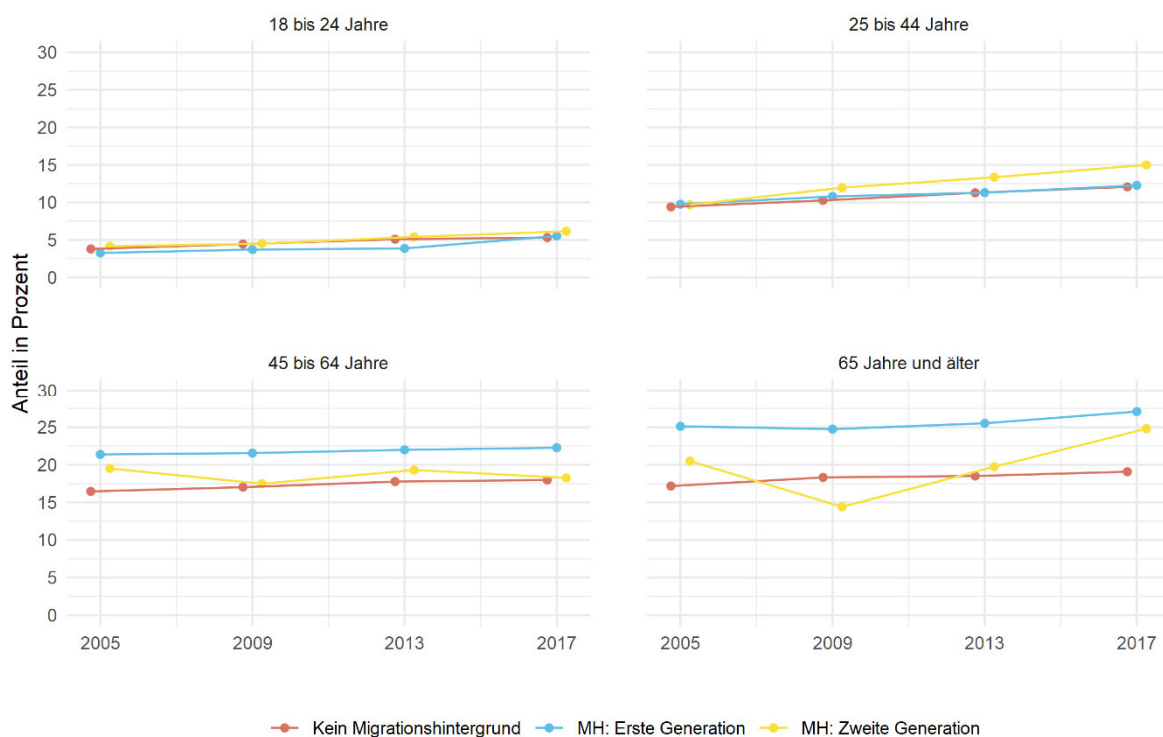 18 bis 24 Jahre
25 bis 44 Jahre
30
25
20
15
10
5
0
Anteil in Prozent
45 bis 64 Jahre
65 Jahre und älter
30
25
20
15
10
5
0
2005 2009 2013 2017
2005 2009 2013 2017
Kein Migrationshintergrund MH: Erste Generation MH: Zweite Generation